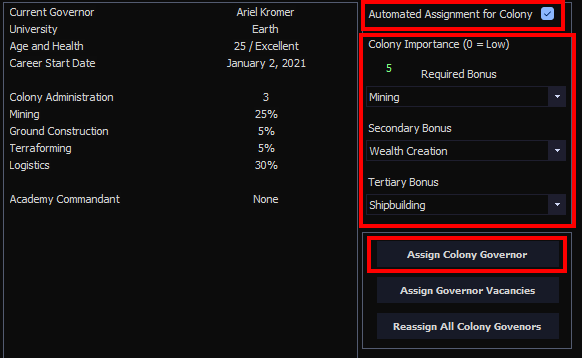 Current Governor Ariel Kromer
University Earth
Age and Health 25 / Excellent
Career Start Date January 2, 2021
Colony Administration 3
Mining 25%
Ground Construction 5%
Terraforming 5%
Logistics 30%
Academy Commandant None
Automated Assignment for Colony
Colony Importance (0 = Low)
5 Required Bonus
Mining
Secondary Bonus
Wealth Creation
Tertiary Bonus
Shipbuilding
Assign Colony Governor
Assign Governor Vacancies
Reassign All Colony Govenors